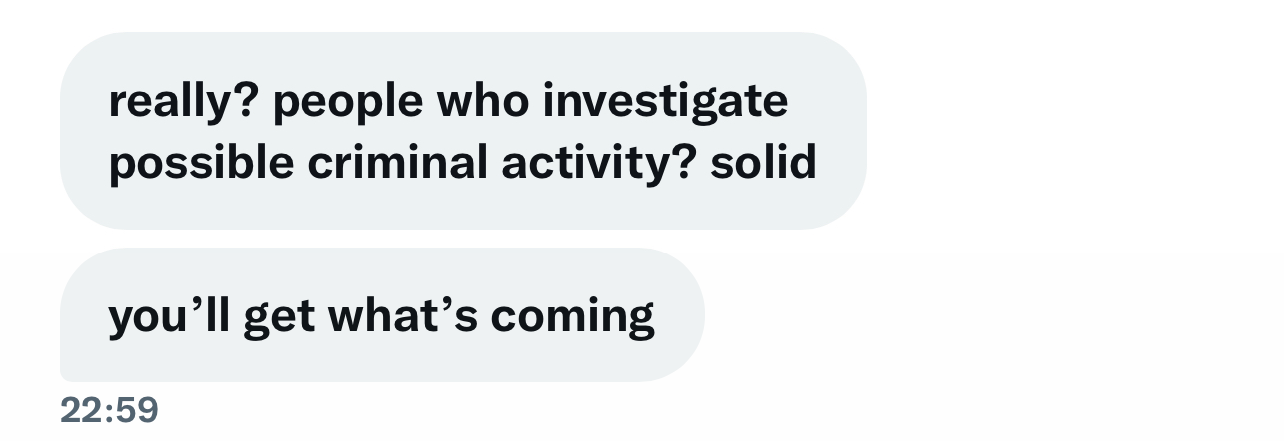 really? people who investigate
possible criminal activity? solid
you’ll get what’s coming
22:59